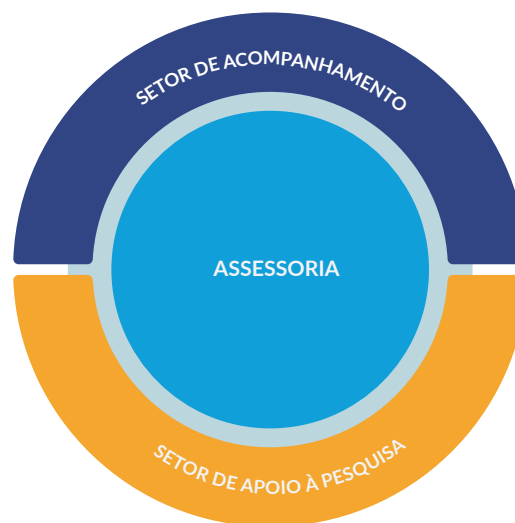 SETOR DE ACOMPANHAMENTO
ASSESSORIA
SETOR DE APOIO À PESQUISA